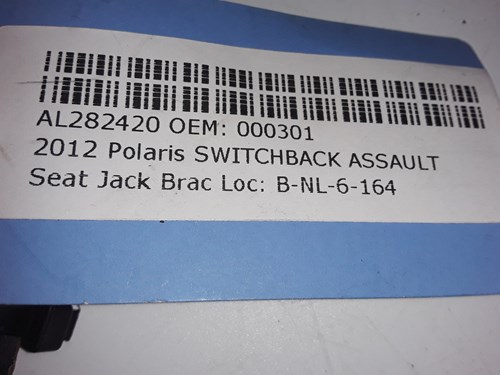 AL282420 OEM: 000301
2012 Polaris SWITCHBACK ASSAULT
Seat Jack Brac Loc: B-NL-6-164